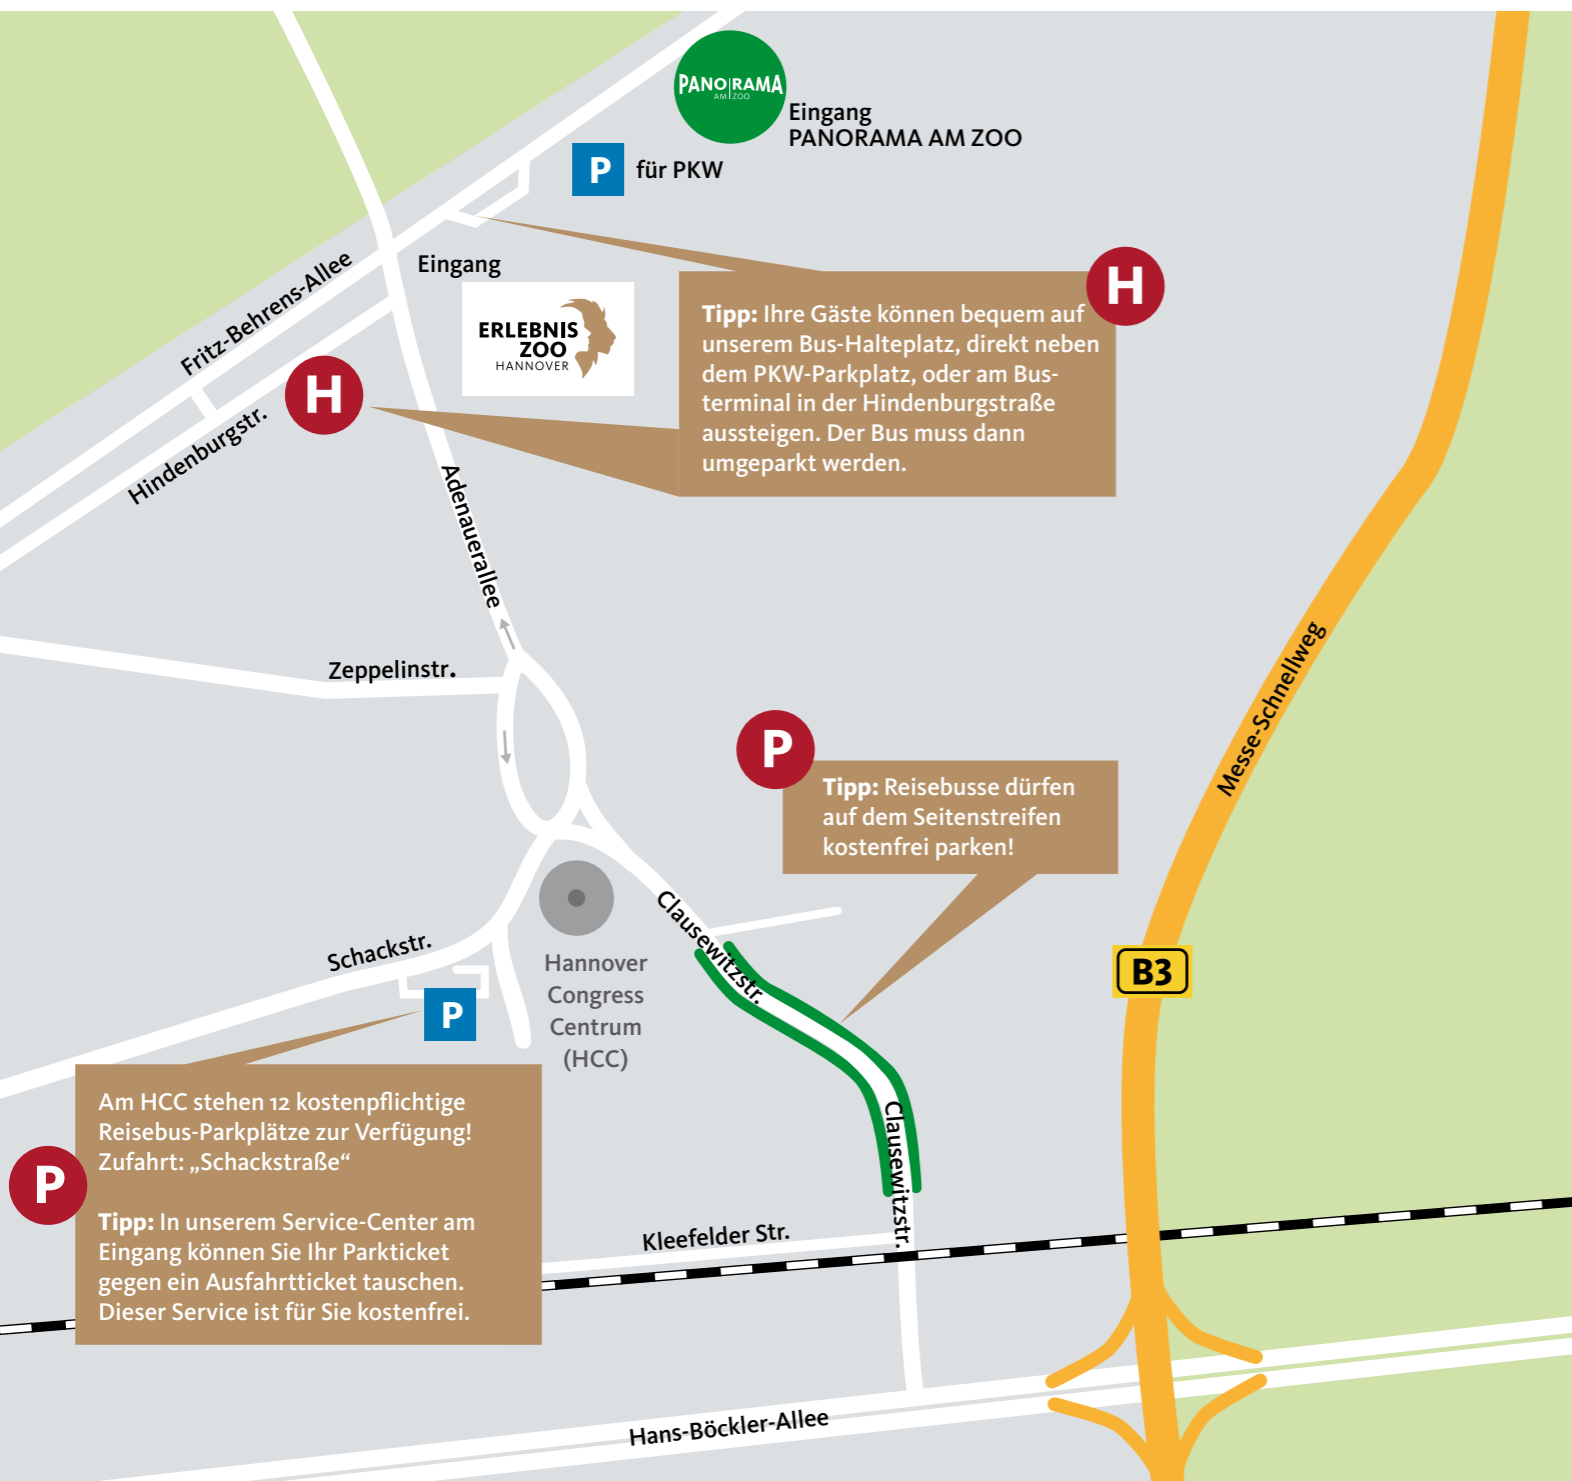 PANO|RAMA
AM|ZOO
Eingang
PANORAMA AM ZOO
P
für PKW
Eingang
ERLEBNIS
ZOO
HANNOVER
Fritz-Behrens-Allee
H
Tipp: Ihre Gäste können bequem auf
unserem Bus-Halteplatz, direkt neben
dem PKW-Parkplatz, oder am Bus-
terminal in der Hindenburgstraße
aussteigen. Der Bus muss dann
umgeparkt werden.
H
Hindenburgstr.
Adenauerallee
Zeppelinstr.
Messe-Schnellweg
P
Tipp: Reisebusse dürfen
auf dem Seitenstreifen
kostenfrei parken!
Clausewitzstr.
Schackstr.
Hannover
Congress
Centrum
(HCC)
B3
P
Am HCC stehen 12 kostenpflichtige
Reisebus-Parkplätze zur Verfügung!
Zufahrt: „Schackstraße“
P
Tipp: In unserem Service-Center am
Eingang können Sie Ihr Parkticket
gegen ein Ausfahrtticket tauschen.
Dieser Service ist für Sie kostenfrei.
Clausewitzstr.
Kleefelder Str.
Hans-Böckler-Allee